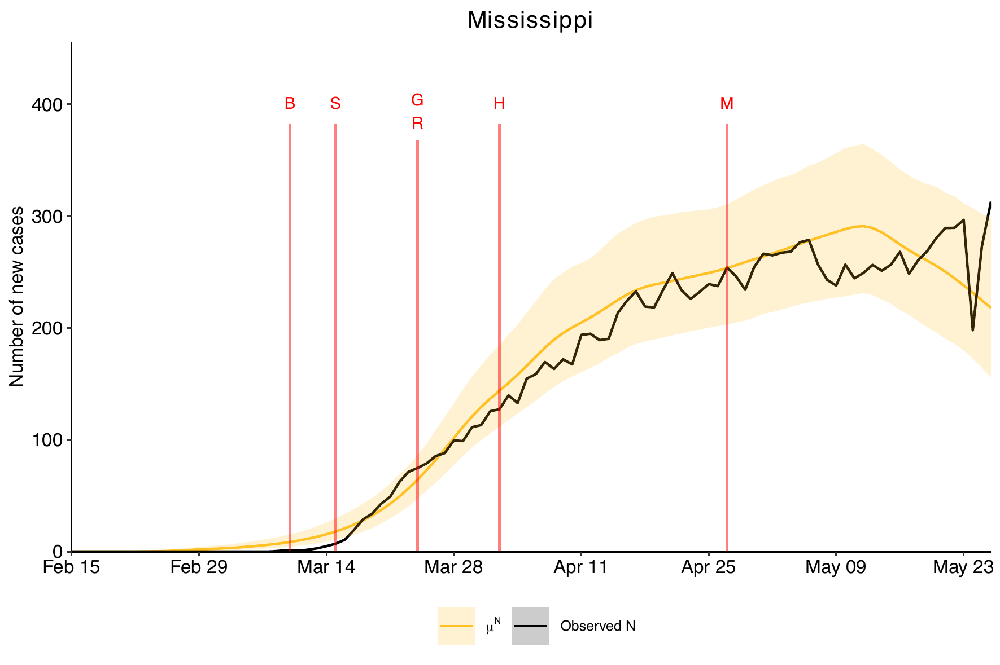 Mississippi
Number of new cases
400
300
200
100
0
B
S
G
R
H
M
Feb 15
Feb 29
Mar 14
Mar 28
Apr 11
Apr 25
May 09
May 23
μN
Observed N